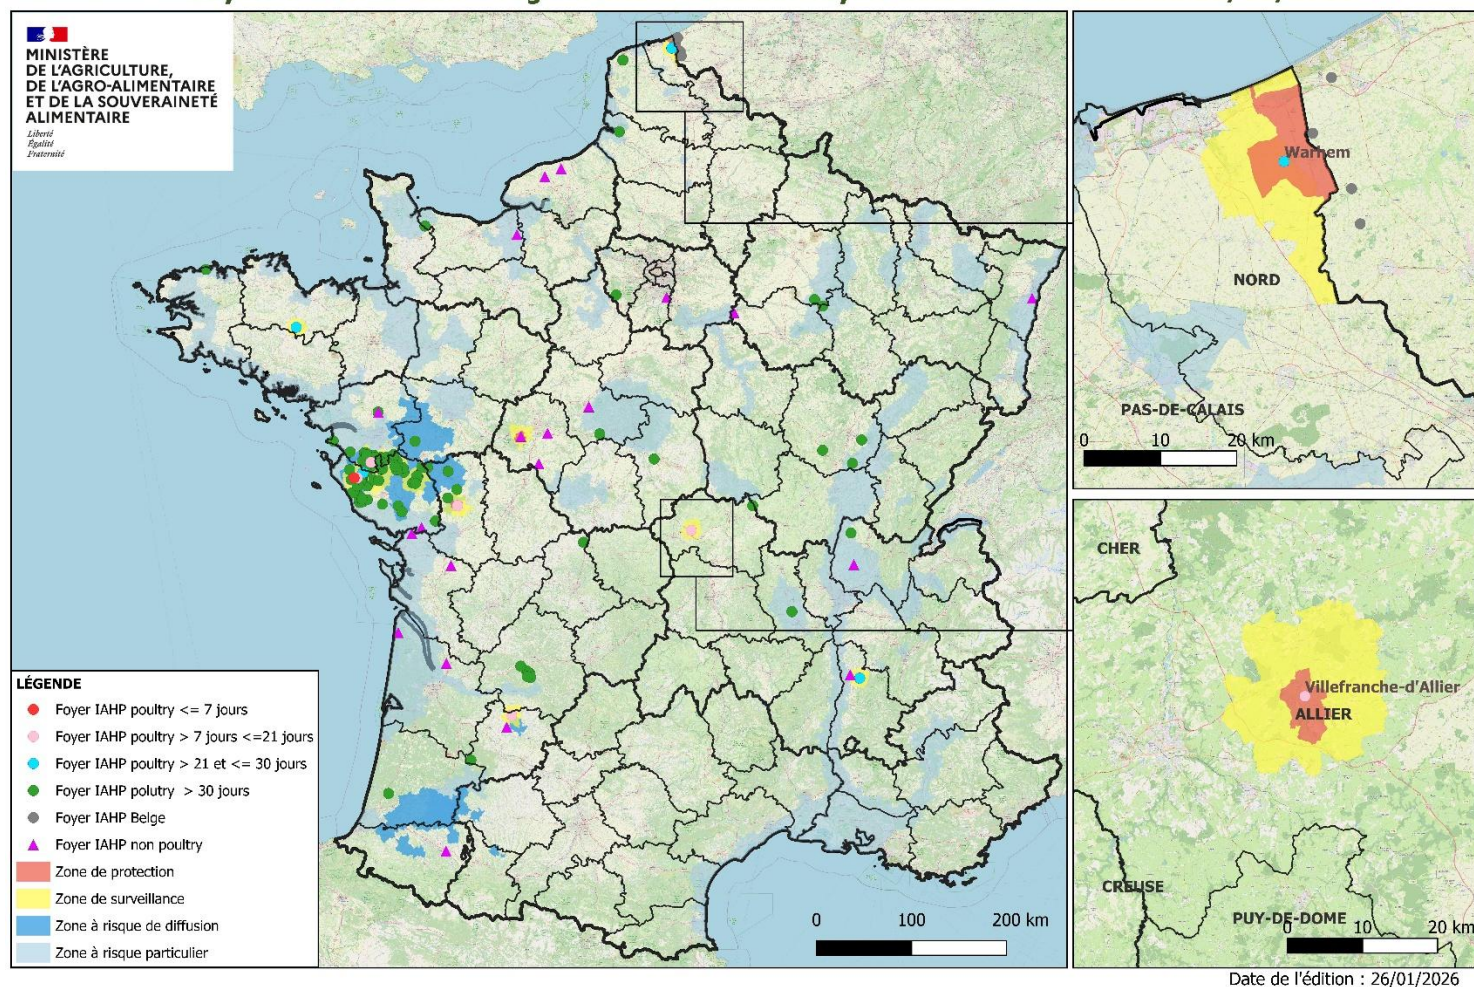 MINISTÈRE
DE L'AGRICULTURE,
DE L'AGRO-ALIMENTAIRE
ET DE LA SOUVERAINETÉ
ALIMENTAIRE
Liberté
Égalité
Fraternité
LÉGENDE
Foyer IAHP poultry <= 7 jours
Foyer IAHP poultry > 7 jours <=21 jours
Foyer IAHP poultry > 21 et <= 30 jours
Foyer IAHP polutry > 30 jours
Foyer IAHP Belge
Foyer IAHP non poultry
Zone de protection
Zone de surveillance
Zone à risque de diffusion
Zone à risque particulier
0 100 200 km
Warhem
NORD
PAS-DE-CALAIS
0 10 20 km
CHER
Villefranche-d'Allier
ALLIER
CREUSE
PUY-DE-DOME
0 10 20 km
Date de l'édition : 26/01/2026